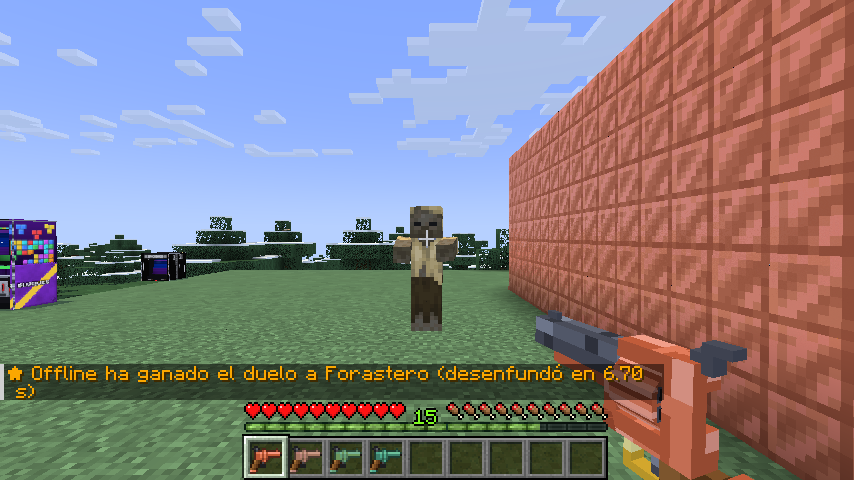 ★ Offline ha ganado el duelo a Forastero (desenfundó en 6.70
s)
15